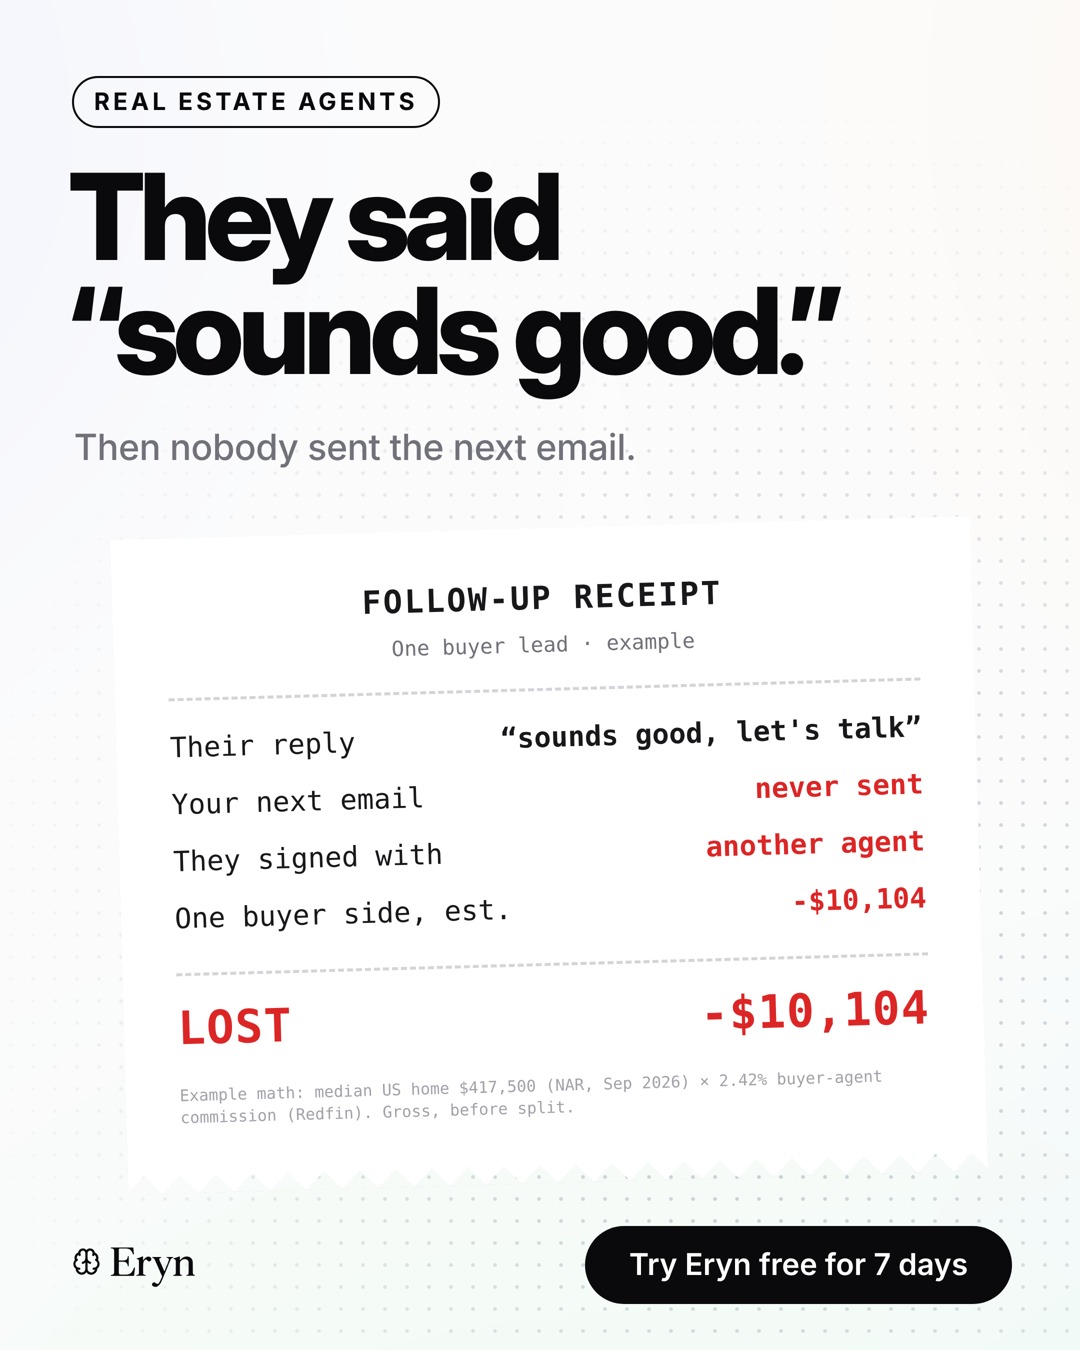 REAL ESTATE AGENTS
They said
“sounds good.”
Then nobody sent the next email.
FOLLOW-UP RECEIPT
One buyer lead · example
Their reply “sounds good, let's talk”
Your next email never sent
They signed with another agent
One buyer side, est. -$10,104
LOST -$10,104
Example math: median US home $417,500 (NAR, Sep 2026) × 2.42% buyer-agent
commission (Redfin). Gross, before split.
Eryn
Try Eryn free for 7 days